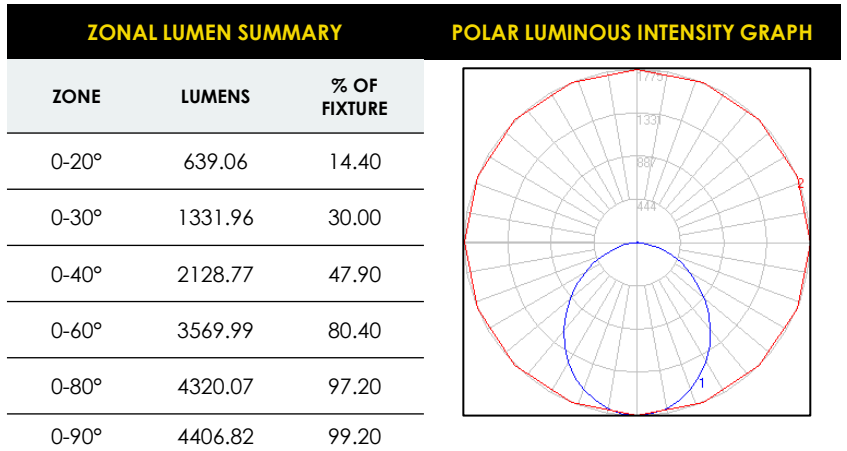 ZONAL LUMEN SUMMARY
ZONE LUMENS % OF FIXTURE
0-20° 639.06 14.40
0-30° 1331.96 30.00
0-40° 2128.77 47.90
0-60° 3569.99 80.40
0-80° 4320.07 97.20
0-90° 4406.82 99.20
POLAR LUMINOUS INTENSITY GRAPH
1775
1331
887
444
2
1